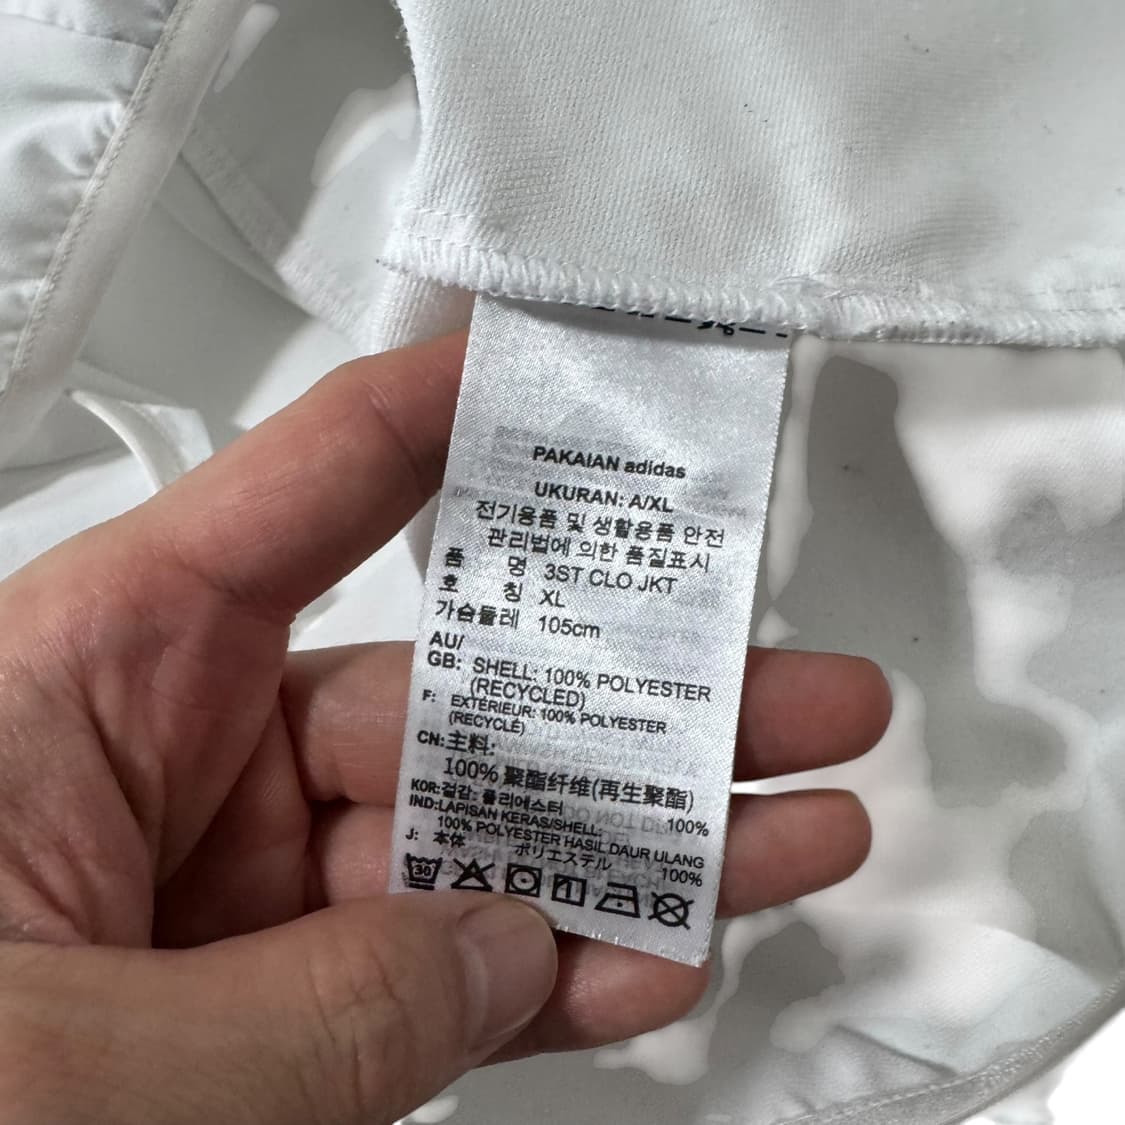 PAKAIAN adidas
UKURAN: A/XL
전기용품 및 생활용품 안전
관리법에 의한 품질표시
품 명 3ST CLO JKT
호 칭 XL
가슴둘레 105cm
AU/
GB: SHELL: 100% POLYESTER
(RECYCLED)
F: EXTÉRIEUR: 100% POLYESTER
(RECYCLÉ)
CN:主料:
100% 聚酯纤维(再生聚酯)
KOR:겉감: 폴리에스터 100%
IND:LAPISAN KERAS/SHELL:
100% POLYESTER HASIL DAUR ULANG
J: 本体 ポリエステル 100%
30